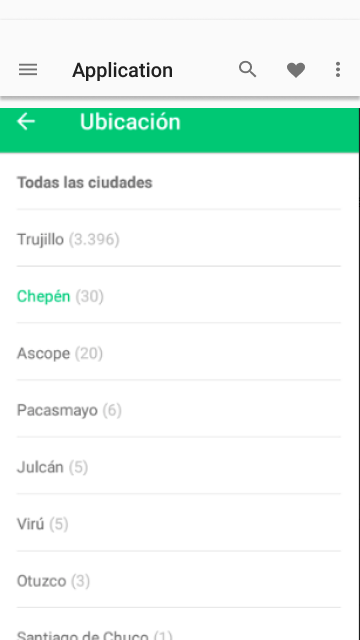 Application
Ubicación
Todas las ciudades
Trujillo (3.396)
Chepén (30)
Ascope (20)
Pacasmayo (6)
Julcán (5)
Virú (5)
Otuzco (3)
Santiago de Chuco (1)